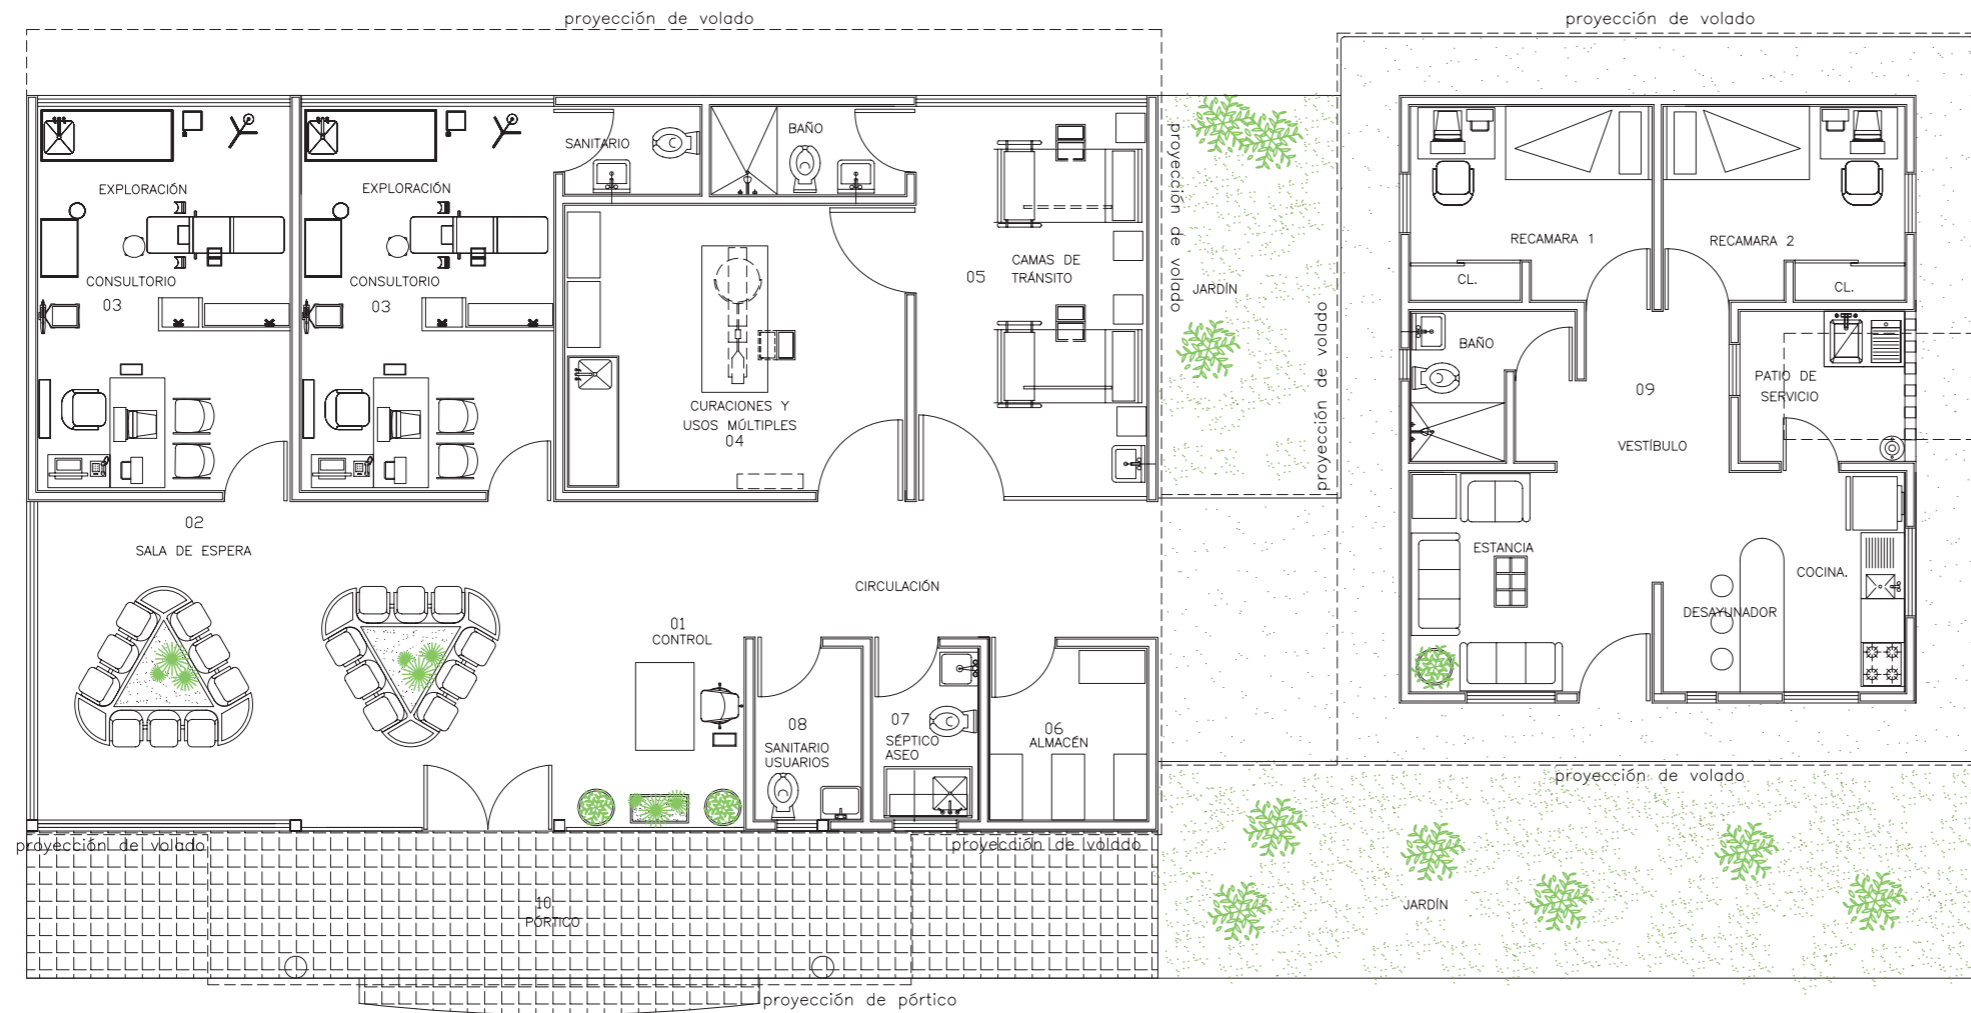 proyección de volado
proyección de volado
SANITARIO
BAÑO
EXPLORACIÓN
EXPLORACIÓN
CONSULTORIO
03
CONSULTORIO
03
05
CAMAS DE
TRÁNSITO
proyección de volado
JARDÍN
proyección de volado
CURACIONES Y
USOS MÚLTIPLES
04
RECAMARA 1
RECAMARA 2
CL.
CL.
BAÑO
09
PATIO DE
SERVICIO
VESTÍBULO
02
SALA DE ESPERA
CIRCULACIÓN
ESTANCIA
COCINA.
DESAYUNADOR
01
CONTROL
08
SANITARIO
USUARIOS
07
SÉPTICO
ASEO
06
ALMACÉN
proyección de volado
proyección de volado
proyección de volado
10
PÓRTICO
JARDÍN
proyección de pórtico